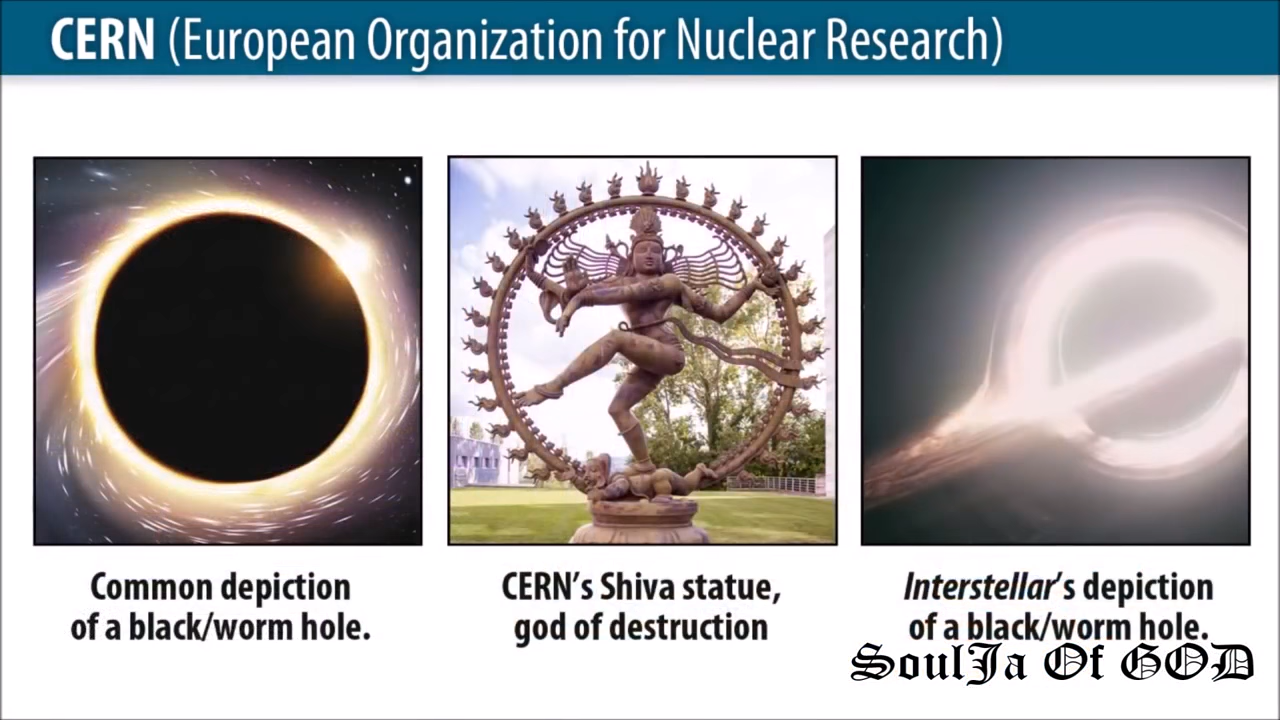 CERN (European Organization for Nuclear Research)
Common depiction
of a black/worm hole.
CERN's Shiva statue,
god of destruction
Interstellar's depiction
of a black/worm hole.
SoulJa Of GOD